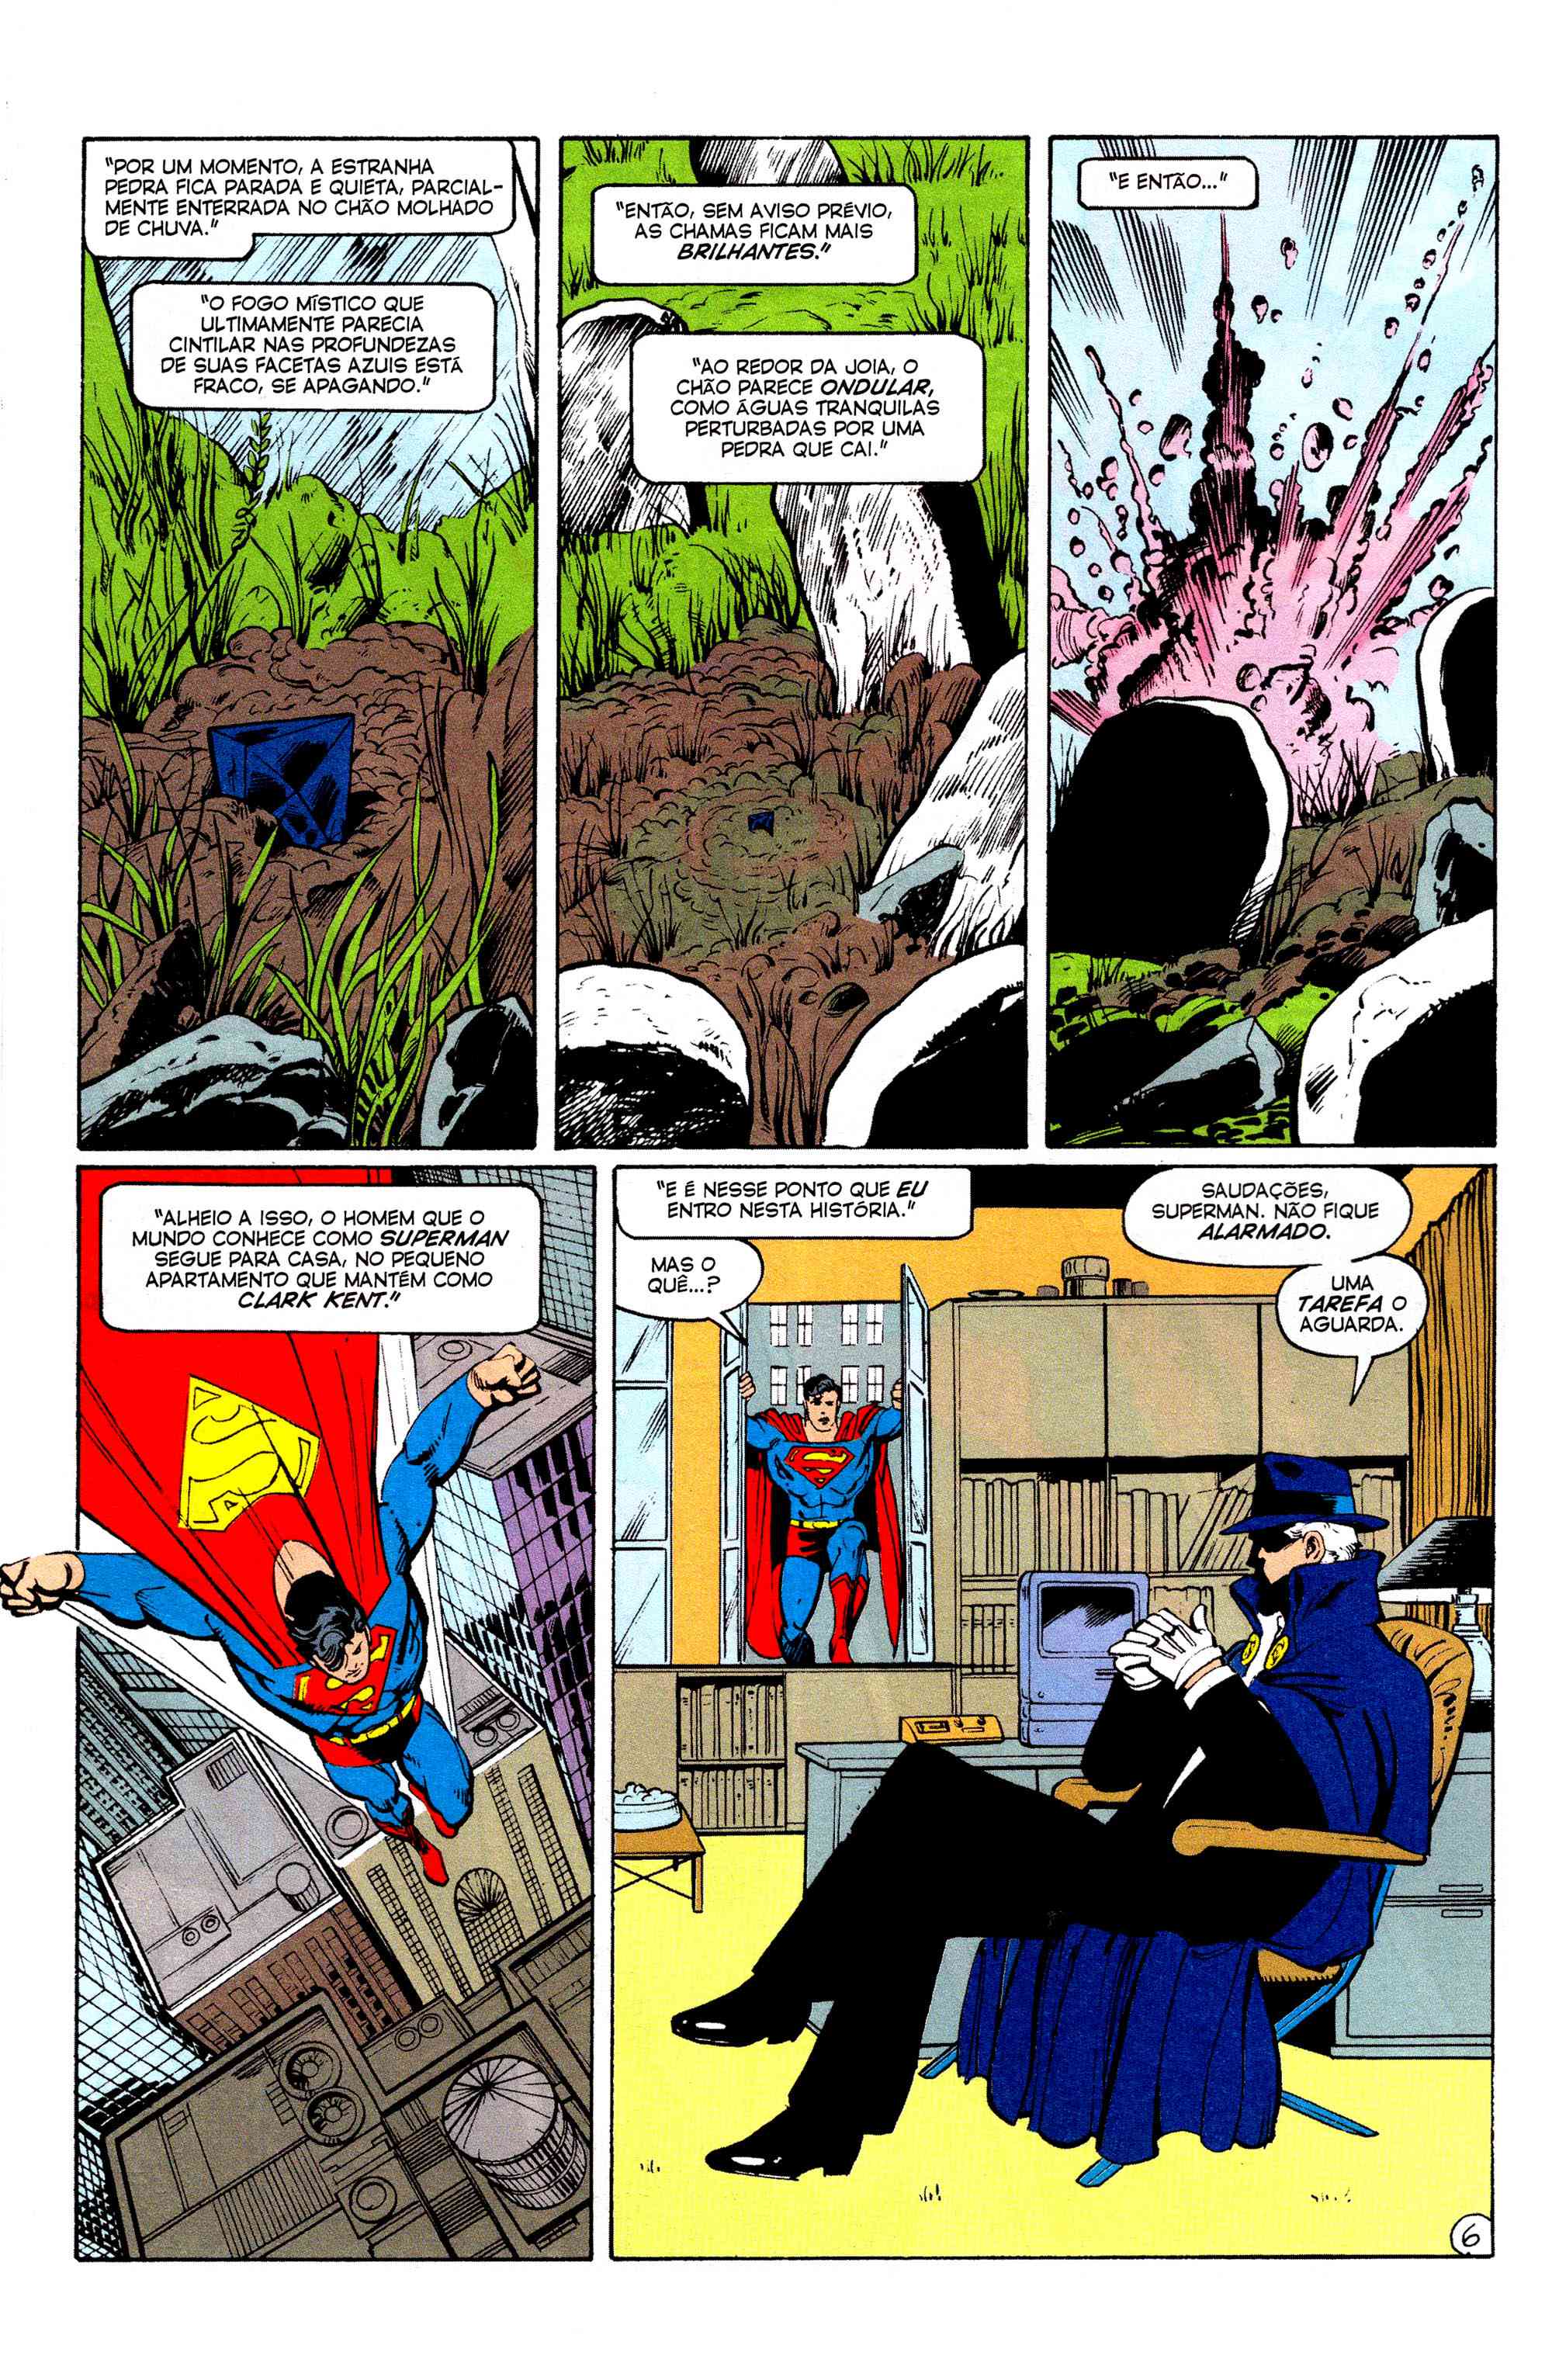 "POR UM MOMENTO, A ESTRANHA
PEDRA FICA PARADA E QUIETA, PARCIAL-
MENTE ENTERRADA NO CHÃO MOLHADO
DE CHUVA."
"O FOGO MÍSTICO QUE
ULTIMAMENTE PARECIA
CINTILAR NAS PROFUNDEZAS
DE SUAS FACETAS AZUIS ESTÁ
FRACO, SE APAGANDO."
"ENTÃO, SEM AVISO PRÉVIO,
AS CHAMAS FICAM MAIS
BRILHANTES."
"AO REDOR DA JOIA, O
CHÃO PARECE ONDULAR,
COMO ÁGUAS TRANQUILAS
PERTURBADAS POR UMA
PEDRA QUE CAI."
"E ENTÃO..."
"ALHEIO A ISSO, O HOMEM QUE O
MUNDO CONHECE COMO SUPERMAN
SEGUE PARA CASA, NO PEQUENO
APARTAMENTO QUE MANTÉM COMO
CLARK KENT."
"E É NESSE PONTO QUE EU
ENTRO NESTA HISTÓRIA."
MAS O
QUÊ...?
SAUDAÇÕES,
SUPERMAN. NÃO FIQUE
ALARMADO.
UMA
TAREFA O
AGUARDA.
6